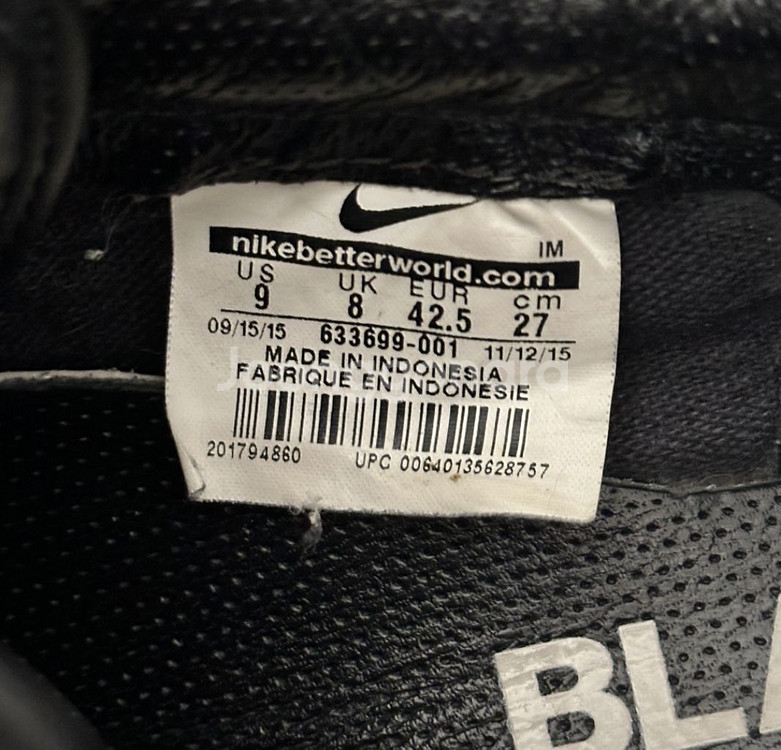 IM
nikebetterworld.com
US UK EUR cm
9 8 42.5 27
09/15/15 633699-001 11/12/15
MADE IN INDONESIA
FABRIQUE EN INDONESIE
201794860 UPC 00640135628757